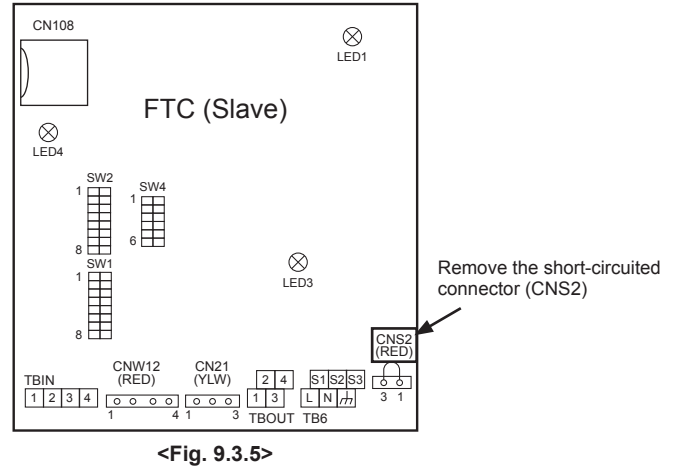 CN108
LED1
FTC (Slave)
LED4
SW2
1
8
SW4
1
6
SW1
1
8
LED3
Remove the short-circuited
connector (CNS2)
CNS2
(RED)
3 1
TBIN
1 2 3 4
CNW12
(RED)
1 4
CN21
(YLW)
1 3
2 4
1 3
TBOUT
S1 S2 S3
L N
TB6
<Fig. 9.3.5>